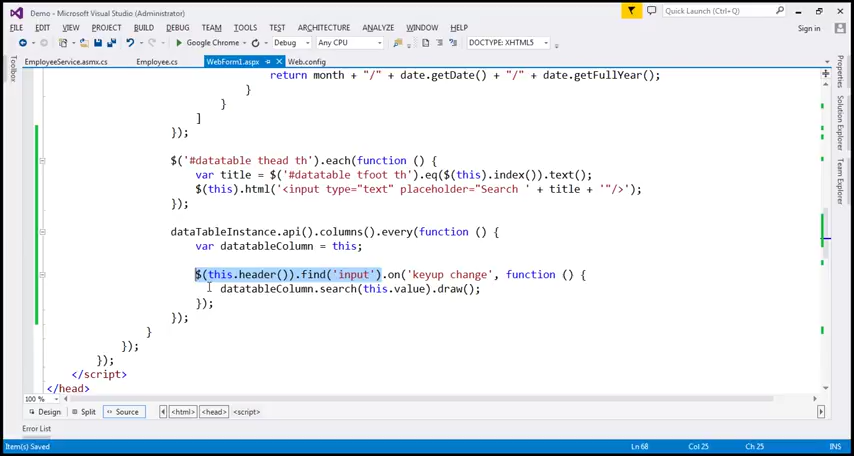 Demo - Microsoft Visual Studio (Administrator)
Quick Launch (Ctrl+Q)
FILE EDIT VIEW PROJECT BUILD DEBUG TEAM TOOLS TEST ARCHITECTURE ANALYZE WINDOW HELP
Sign in
Google Chrome Debug Any CPU DOCTYPE: XHTML5
Toolbox
EmployeeService.asmx.cs Employee.cs WebForm1.aspx Web.config
Properties
Solution Explorer
Team Explorer
return month + "/" + date.getDate() + "/" + date.getFullYear();
}
}
]
});
$('#datatable thead th').each(function () {
var title = $('#datatable tfoot th').eq($(this).index()).text();
$(this).html('<input type="text" placeholder="Search ' + title + '"/>');
});
dataTableInstance.api().columns().every(function () {
var datatableColumn = this;
$(this.header()).find('input').on('keyup change', function () {
datatableColumn.search(this.value).draw();
});
});
}
});
});
</script>
</head>
100 %
Design Split Source <html> <head> <script>
Error List
Item(s) Saved Ln 68 Col 25 Ch 25 INS